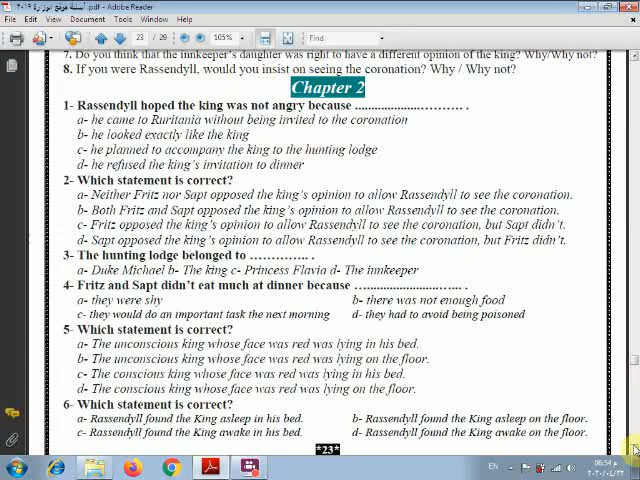 أسئلة مرقع الوزارة ٢٠١٩.pdf - Adobe Reader
File Edit View Document Tools Window Help
23 / 29 105% Find
7. Do you think that the innkeeper's daughter was right to have a different opinion of the king? Why/Why not?
8. If you were Rassendyll, would you insist on seeing the coronation? Why / Why not?
Chapter 2
1- Rassendyll hoped the king was not angry because ............................. .
a- he came to Ruritania without being invited to the coronation
b- he looked exactly like the king
c- he planned to accompany the king to the hunting lodge
d- he refused the king's invitation to dinner
2- Which statement is correct?
a- Neither Fritz nor Sapt opposed the king's opinion to allow Rassendyll to see the coronation.
b- Both Fritz and Sapt opposed the king's opinion to allow Rassendyll to see the coronation.
c- Fritz opposed the king's opinion to allow Rassendyll to see the coronation, but Sapt didn't.
d- Sapt opposed the king's opinion to allow Rassendyll to see the coronation, but Fritz didn't.
3- The hunting lodge belonged to .............. .
a- Duke Michael b- The king c- Princess Flavia d- The innkeeper
4- Fritz and Sapt didn't eat much at dinner because ............................. .
a- they were shy b- there was not enough food
c- they would do an important task the next morning d- they had to avoid being poisoned
5- Which statement is correct?
a- The unconscious king whose face was red was lying in his bed.
b- The unconscious king whose face was red was lying on the floor.
c- The conscious king whose face was red was lying in his bed.
d- The conscious king whose face was red was lying on the floor.
6- Which statement is correct?
a- Rassendyll found the King asleep in his bed. b- Rassendyll found the King asleep on the floor.
c- Rassendyll found the King awake in his bed. d- Rassendyll found the King awake on the floor.
*23*
EN 06:54 م
٢٠٢٠/٠٤/٢٢